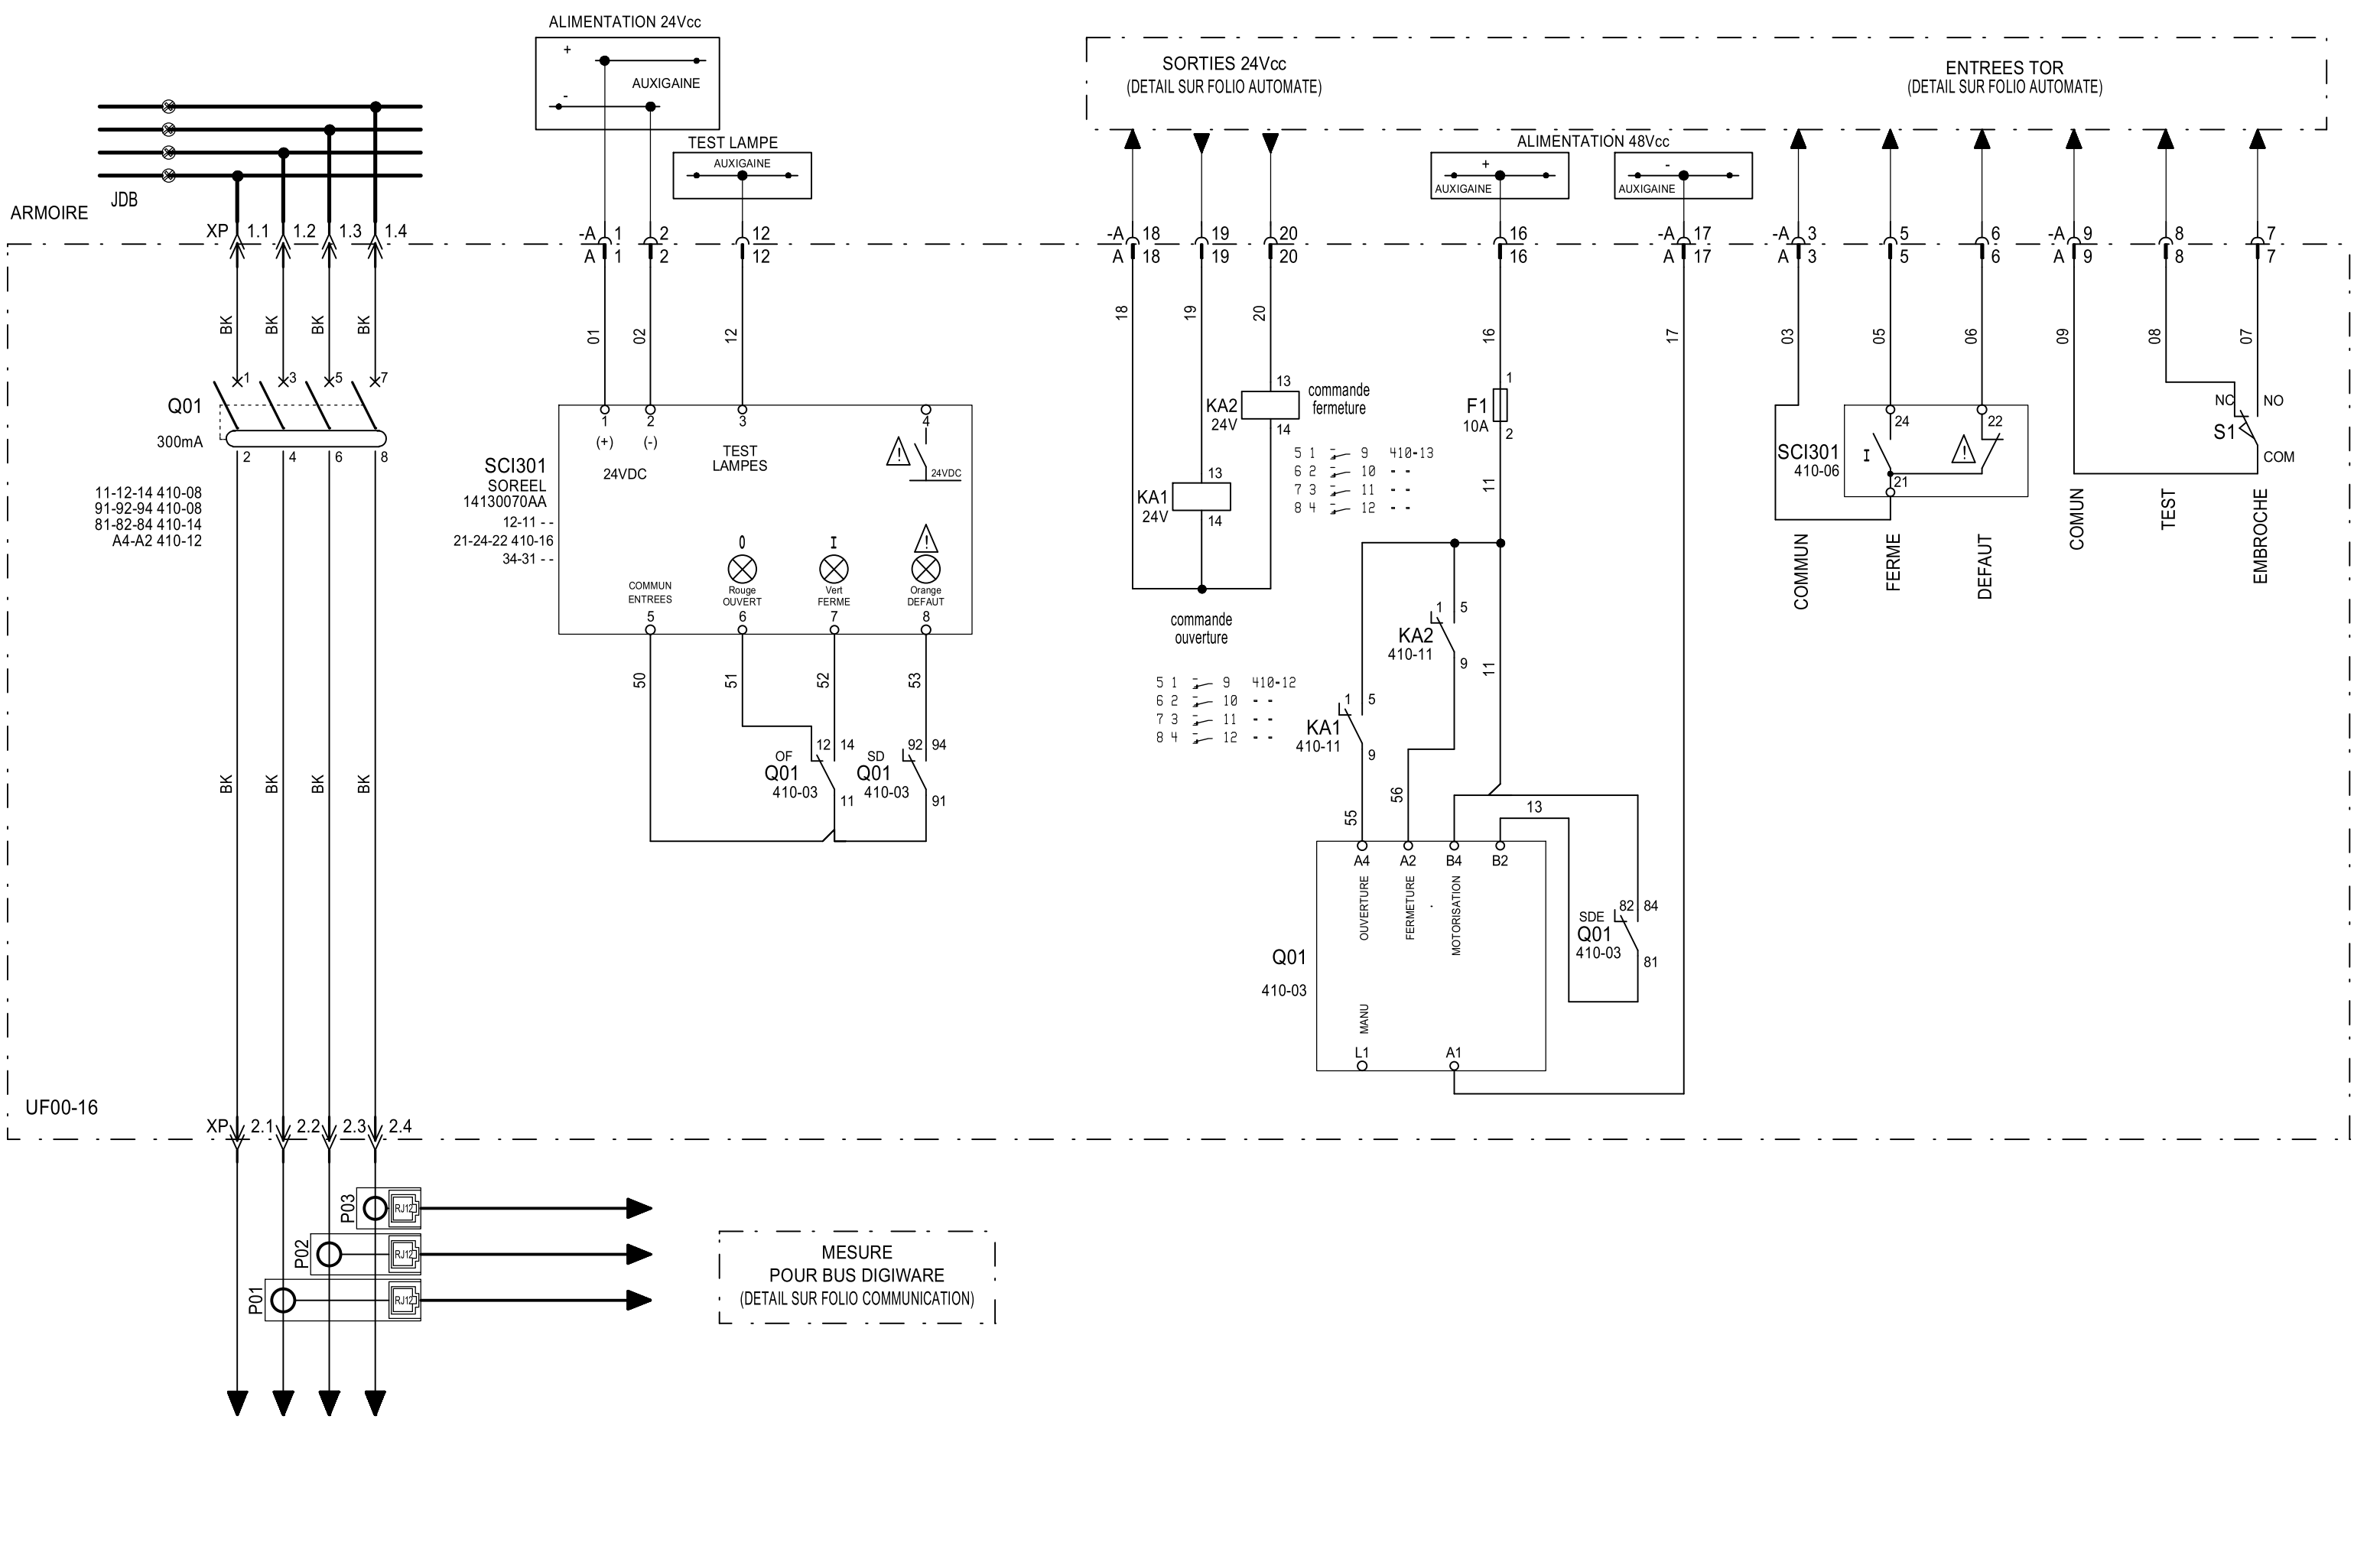 ALIMENTATION 24Vcc
+
AUXIGAINE
-
TEST LAMPE
AUXIGAINE
SORTIES 24Vcc
(DETAIL SUR FOLIO AUTOMATE)
ENTREES TOR
(DETAIL SUR FOLIO AUTOMATE)
ALIMENTATION 48Vcc
+
AUXIGAINE
-
AUXIGAINE
JDB
ARMOIRE
XP 1.1 1.2 1.3 1.4
-A 1 2 12
A 1 2 12
-A 18 19 20 16
A 18 19 20 16
-A 17
A 17
-A 3 5 6
A 3 5 6
-A 9 8 7
A 9 8 7
BK BK BK BK
01 02 12
18 19 20 16 17
03 05 06 09 08 07
1 3 5 7
Q01
300mA
2 4 6 8
11-12-14 410-08
91-92-94 410-08
81-82-84 410-14
A4-A2 410-12
SCI301
SOREEL
14130070AA
12-11 - -
21-24-22 410-16
34-31 - -
1 2 3 4
(+) (-)
24VDC
TEST
LAMPES
!
24VDC
COMMUN
ENTREES
0
Rouge
OUVERT
I
Vert
FERME
!
Orange
DEFAUT
5 6 7 8
50 51 52 53
OF
Q01
410-03
12 14
11
SD
Q01
410-03
92 94
91
KA2
24V
13
14
commande
fermeture
5 1 9 410-13
6 2 10 - -
7 3 11 - -
8 4 12 - -
KA1
24V
13
14
commande
ouverture
5 1 9 410-12
6 2 10 - -
7 3 11 - -
8 4 12 - -
F1
10A
1
2
11
11
KA2
410-11
1 5
9
KA1
410-11
1 5
9
55
56
13
A4 A2 B4 B2
OUVERTURE
FERMETURE
MOTORISATION
Q01
410-03
MANU
L1 A1
SDE
Q01
410-03
82 84
81
SCI301
410-06
24 22
I
!
21
COMMUN
FERME
DEFAUT
NC NO
S1
COM
COMUN
TEST
EMBROCHE
BK BK BK BK
UF00-16
XP 2.1 2.2 2.3 2.4
P03 RJ12
P02 RJ12
P01 RJ12
MESURE
POUR BUS DIGIWARE
(DETAIL SUR FOLIO COMMUNICATION)